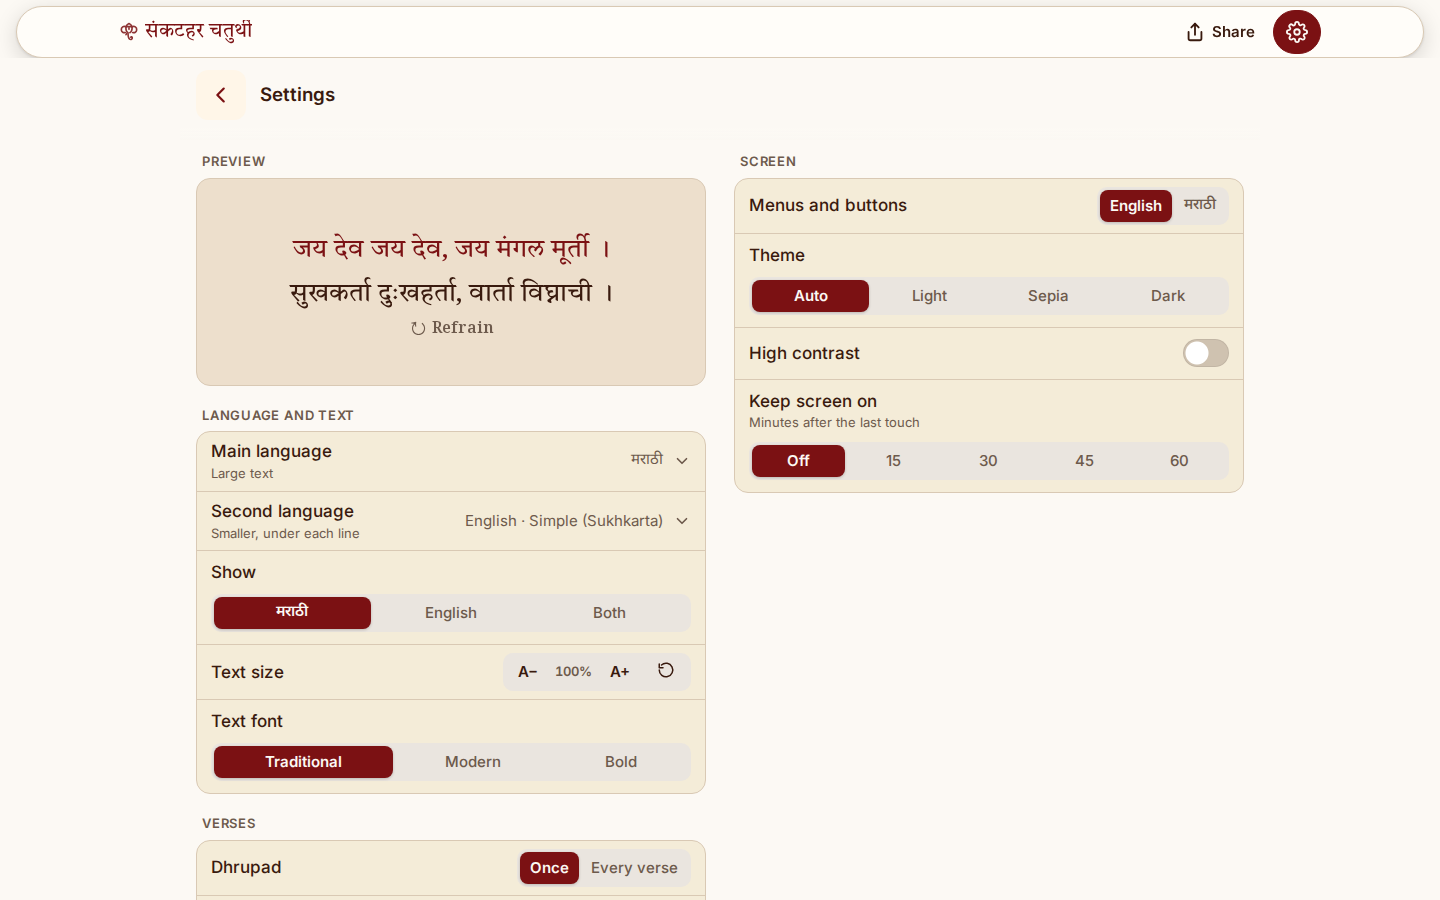 संकटहर चतुर्थी
Share
Settings
PREVIEW
जय देव जय देव, जय मंगल मूर्ती ।
सुखकर्ता दुःखहर्ता, वार्ता विघ्नाची ।
↻ Refrain
LANGUAGE AND TEXT
Main language
Large text
मराठी
Second language
Smaller, under each line
English · Simple (Sukhkarta)
Show
मराठी English Both
Text size
A− 100% A+
Text font
Traditional Modern Bold
VERSES
Dhrupad
Once Every verse
SCREEN
Menus and buttons
English मराठी
Theme
Auto Light Sepia Dark
High contrast
Keep screen on
Minutes after the last touch
Off 15 30 45 60